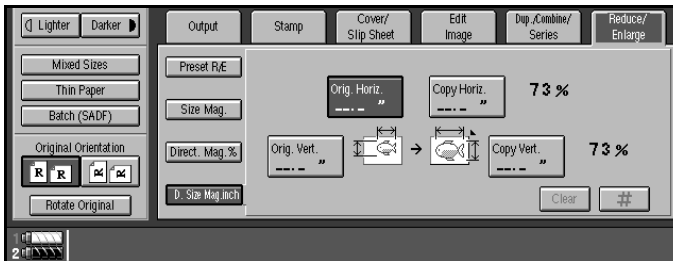 Lighter
Darker
Output
Stamp
Cover/
Slip Sheet
Edit
Image
Dup./Combine/
Series
Reduce/
Enlarge
Mixed Sizes
Thin Paper
Batch (SADF)
Original Orientation
R R R R
Rotate Original
Preset R/E
Size Mag.
Direct. Mag.%
D. Size Mag.inch
Orig. Horiz.
--.- "
Copy Horiz.
--.- "
73%
Orig. Vert.
--.- "
Copy Vert.
--.- "
73%
Clear
#
1
2